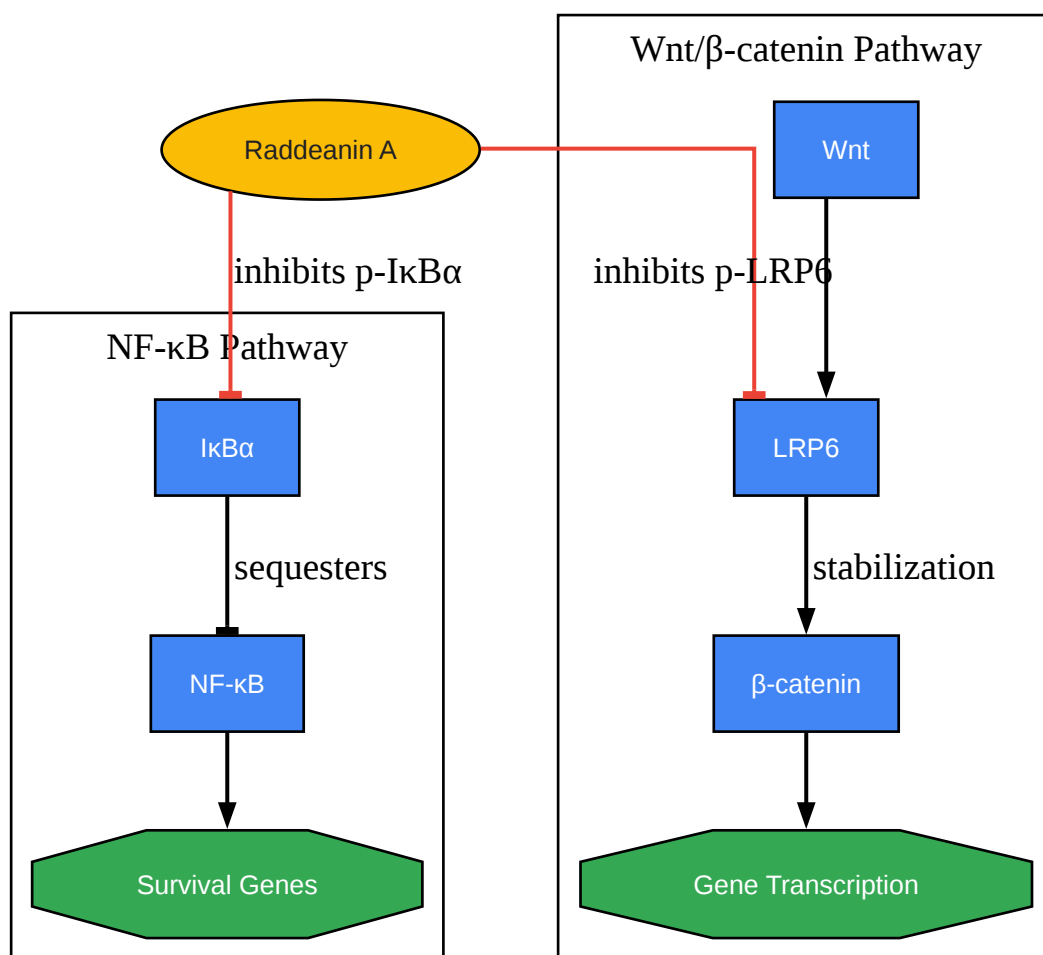 Wnt/β-catenin Pathway
Raddeanin A
Wnt
inhibits p-IκBα
inhibits p-LRP6
NF-κB Pathway
IκBα
LRP6
sequesters
stabilization
NF-κB
β-catenin
Survival Genes
Gene Transcription